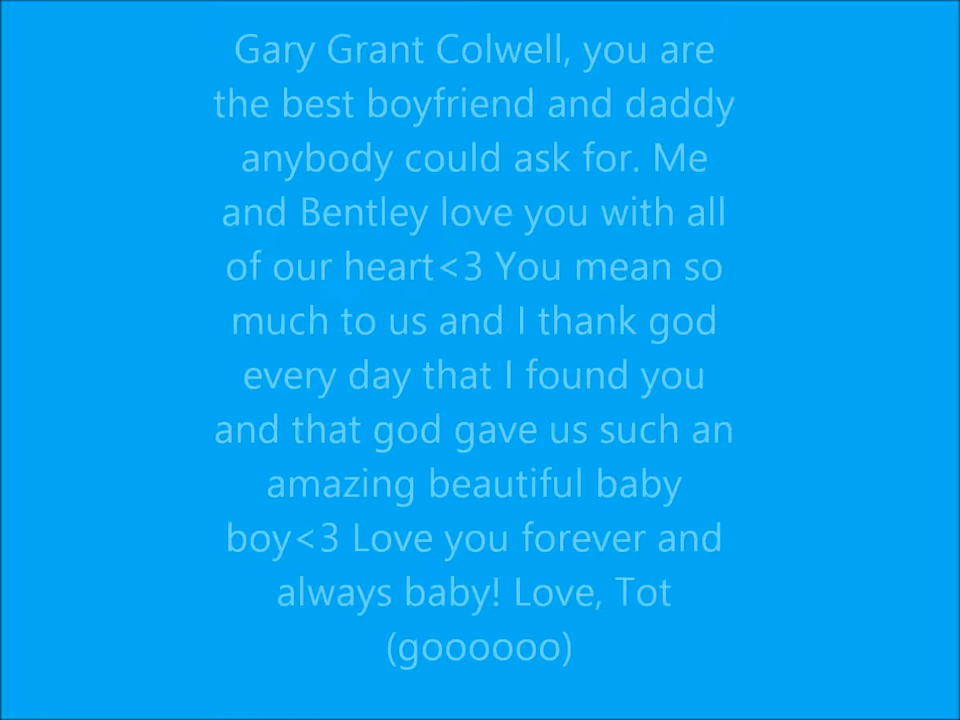 Gary Grant Colwell, you are
the best boyfriend and daddy
anybody could ask for. Me
and Bentley love you with all
of our heart<3 You mean so
much to us and I thank god
every day that I found you
and that god gave us such an
amazing beautiful baby
boy<3 Love you forever and
always baby! Love, Tot
(goooooo)